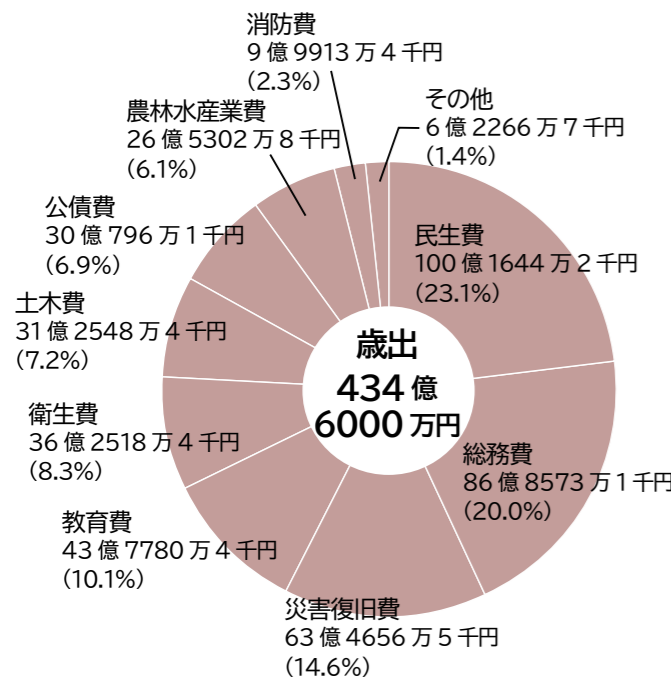 消防費
9億9913万4千円
(2.3%)
その他
6億2266万7千円
(1.4%)
農林水産業費
26億5302万8千円
(6.1%)
公債費
30億796万1千円
(6.9%)
土木費
31億2548万4千円
(7.2%)
衛生費
36億2518万4千円
(8.3%)
教育費
43億7780万4千円
(10.1%)
災害復旧費
63億4656万5千円
(14.6%)
総務費
86億8573万1千円
(20.0%)
民生費
100億1644万2千円
(23.1%)
歳出
434億
6000万円